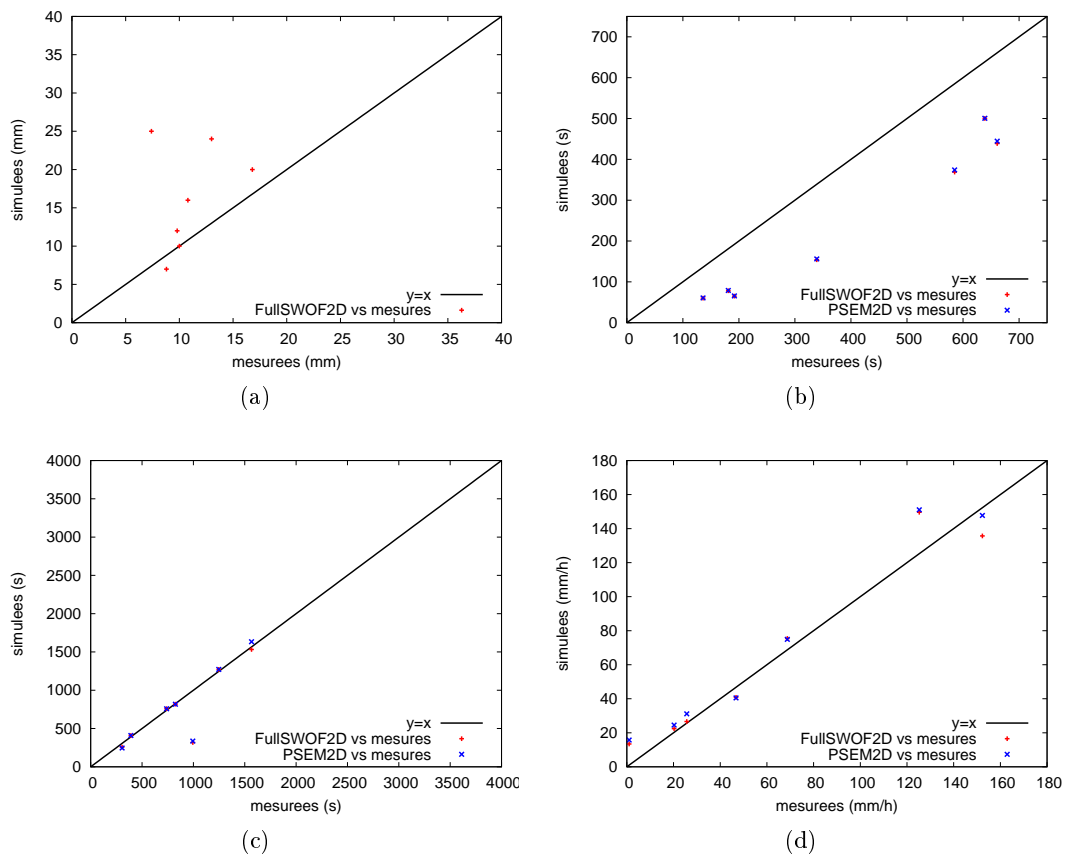 40
35
30
25
20
15
10
5
0
simulees (mm)
0 5 10 15 20 25 30 35 40
mesurees (mm)
y=x
FullSWOF2D vs mesures
(a)
700
600
500
400
300
200
100
0
simulees (s)
0 100 200 300 400 500 600 700
mesurees (s)
y=x
FullSWOF2D vs mesures
PSEM2D vs mesures
(b)
4000
3500
3000
2500
2000
1500
1000
500
0
simulees (s)
0 500 1000 1500 2000 2500 3000 3500 4000
mesurees (s)
y=x
FullSWOF2D vs mesures
PSEM2D vs mesures
(c)
180
160
140
120
100
80
60
40
20
0
simulees (mm/h)
0 20 40 60 80 100 120 140 160 180
mesurees (mm/h)
y=x
FullSWOF2D vs mesures
PSEM2D vs mesures
(d)